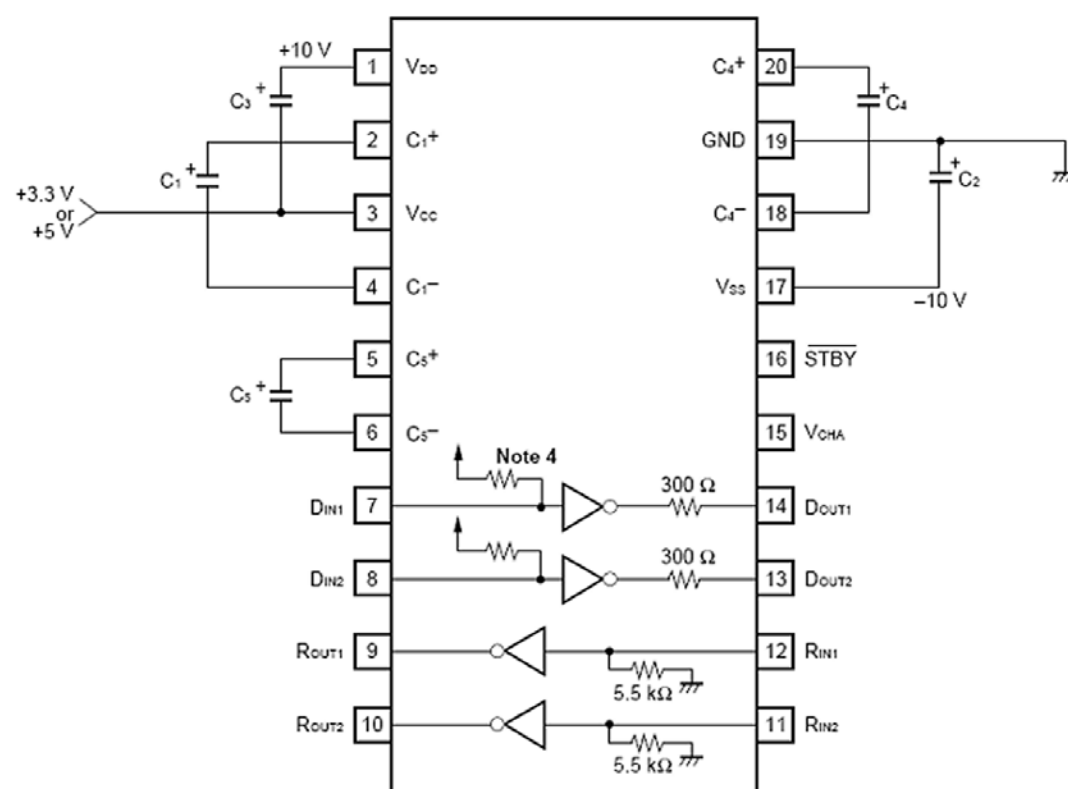 +10 V
1 VDD
C3 +
2 C1+
C1 +
+3.3 V
or
+5 V
3 VCC
4 C1−
5 C5+
C5 +
6 C5−
Note 4
DIN1 7
300 Ω
14 DOUT1
DIN2 8
300 Ω
13 DOUT2
ROUT1 9
12 RIN1
5.5 kΩ
ROUT2 10
11 RIN2
5.5 kΩ
C4+ 20
+ C4
GND 19
+ C2
C4− 18
VSS 17
−10 V
16 STBY
15 VCHA